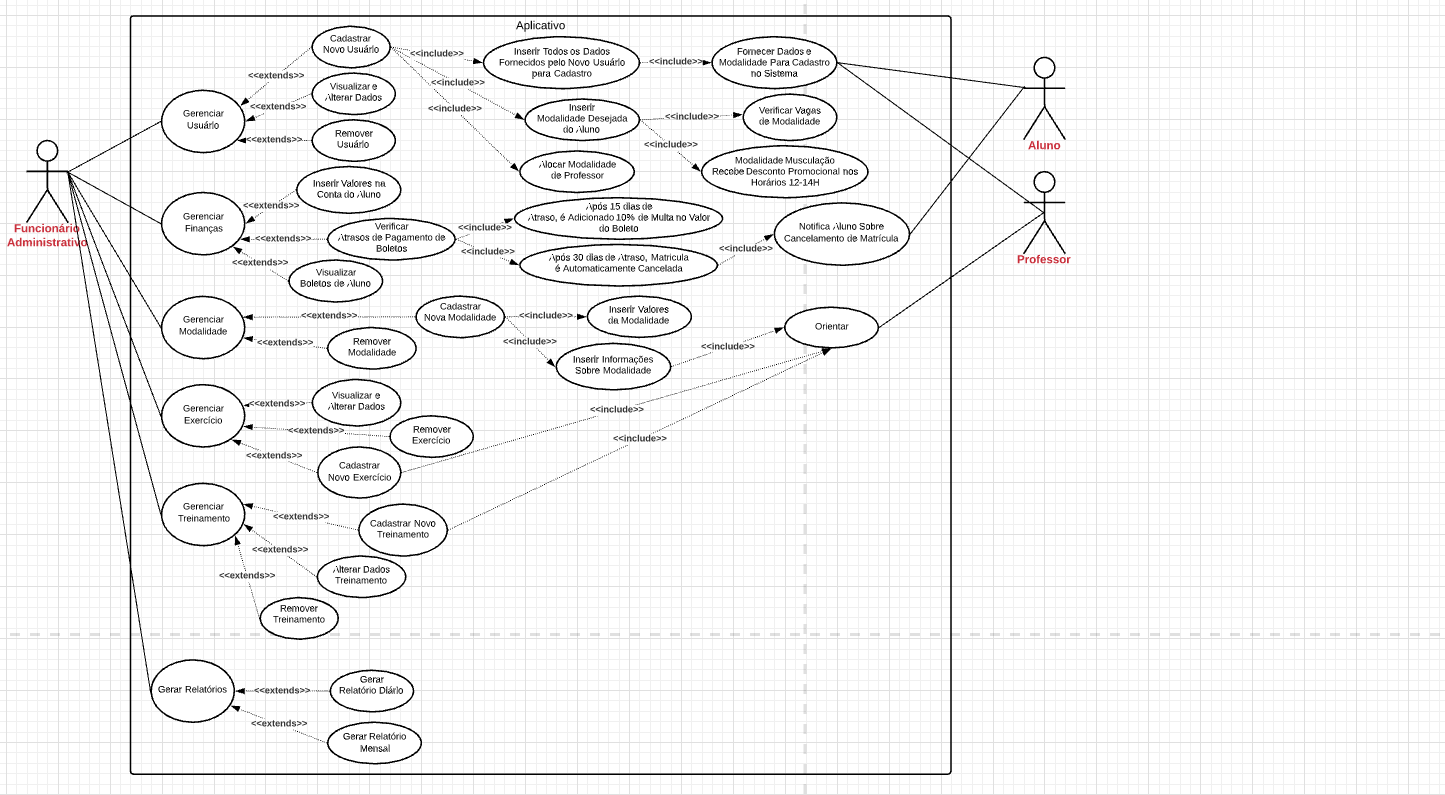 Aplicativo
Cadastrar
Novo Usuário
<<include>>
Inserir Todos os Dados
Fornecidos pelo Novo Usuário
para Cadastro
<<include>>
Fornecer Dados e
Modalidade Para Cadastro
no Sistema
<<extends>>
Visualizar e
Alterar Dados
<<include>>
<<extends>>
Gerenciar
Usuário
<<include>>
Inserir
Modalidade Desejada
do Aluno
<<include>>
Verificar Vagas
de Modalidade
<<extends>>
Remover
Usuário
<<include>>
Aluno
Alocar Modalidade
de Professor
Modalidade Musculação
Recebe Desconto Promocional nos
Horários 12-14H
Inserir Valores na
Conta do Aluno
<<extends>>
Gerenciar
Finanças
Funcionário
Administrativo
<<extends>>
Verificar
Atrasos de Pagamento de
Boletos
<<include>>
Após 15 dias de
Atraso, é Adicionado 10% de Multa no Valor
do Boleto
<<include>>
Após 30 dias de Atraso, Matricula
é Automaticamente Cancelada
<<include>>
Notifica Aluno Sobre
Cancelamento de Matrícula
Professor
<<extends>>
Visualizar
Boletos de Aluno
Gerenciar
Modalidade
<<extends>>
Cadastrar
Nova Modalidade
<<include>>
Inserir Valores
da Modalidade
Orientar
<<extends>>
Remover
Modalidade
<<include>>
Inserir Informações
Sobre Modalidade
<<include>>
Gerenciar
Exercício
<<extends>>
Visualizar e
Alterar Dados
<<include>>
<<extends>>
Remover
Exercício
<<include>>
<<extends>>
Cadastrar
Novo Exercício
Gerenciar
Treinamento
<<extends>>
Cadastrar Novo
Treinamento
<<extends>>
Alterar Dados
Treinamento
<<extends>>
Remover
Treinamento
Gerar Relatórios
<<extends>>
Gerar
Relatório Diário
<<extends>>
Gerar Relatório
Mensal